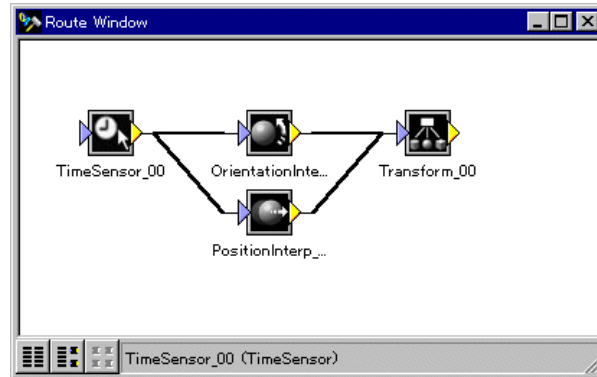 Route Window
TimeSensor_00
OrientationInte...
Transform_00
PositionInterp_...
TimeSensor_00 (TimeSensor)